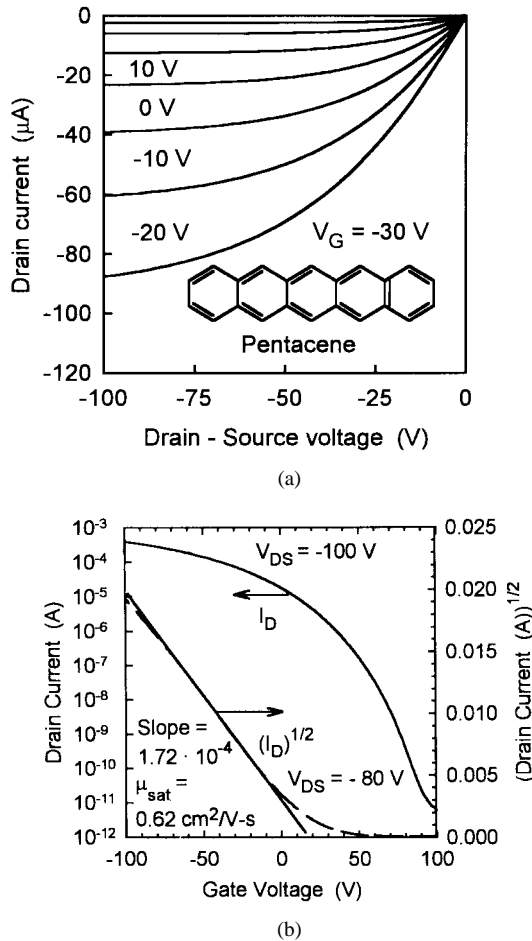 0
-20
-40
-60
-80
-100
-120
Drain current (μA)
10 V
0 V
-10 V
-20 V
V_G = -30 V
Pentacene
-100
-75
-50
-25
0
Drain - Source voltage (V)
(a)
10⁻³
10⁻⁴
10⁻⁵
10⁻⁶
10⁻⁷
10⁻⁸
10⁻⁹
10⁻¹⁰
10⁻¹¹
10⁻¹²
Drain Current (A)
V_DS = -100 V
I_D
Slope =
1.72 · 10⁻⁴
μ_sat =
0.62 cm²/V-s
(I_D)^1/2
V_DS = - 80 V
0.025
0.020
0.015
0.010
0.005
0.000
(Drain Current (A))^1/2
-100
-50
0
50
100
Gate Voltage (V)
(b)